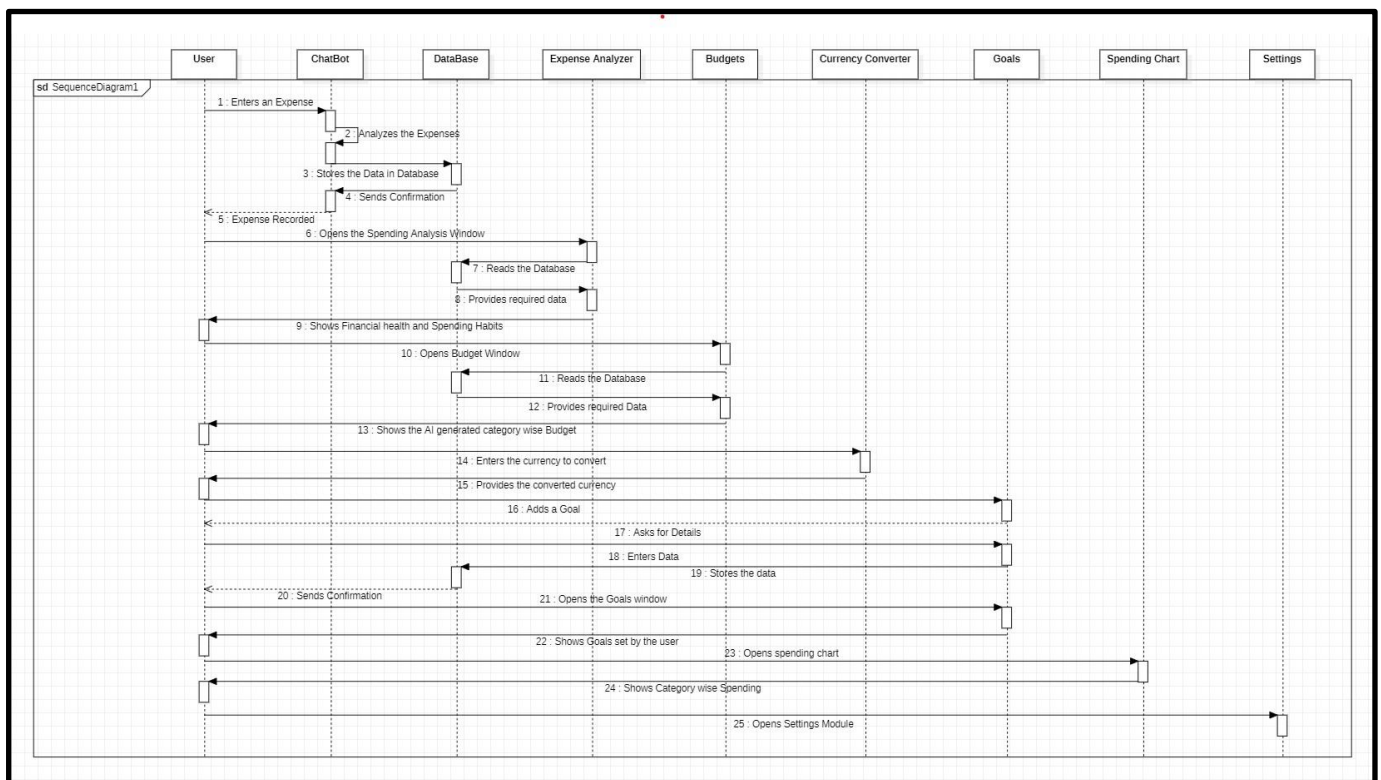 User
ChatBot
DataBase
Expense Analyzer
Budgets
Currency Converter
Goals
Spending Chart
Settings
sd SequenceDiagram1
1 : Enters an Expense
2 : Analyzes the Expenses
3 : Stores the Data in Database
4 : Sends Confirmation
5 : Expense Recorded
6 : Opens the Spending Analysis Window
7 : Reads the Database
8 : Provides required data
9 : Shows Financial health and Spending Habits
10 : Opens Budget Window
11 : Reads the Database
12 : Provides required Data
13 : Shows the AI generated category wise Budget
14 : Enters the currency to convert
15 : Provides the converted currency
16 : Adds a Goal
17 : Asks for Details
18 : Enters Data
19 : Stores the data
20 : Sends Confirmation
21 : Opens the Goals window
22 : Shows Goals set by the user
23 : Opens spending chart
24 : Shows Category wise Spending
25 : Opens Settings Module